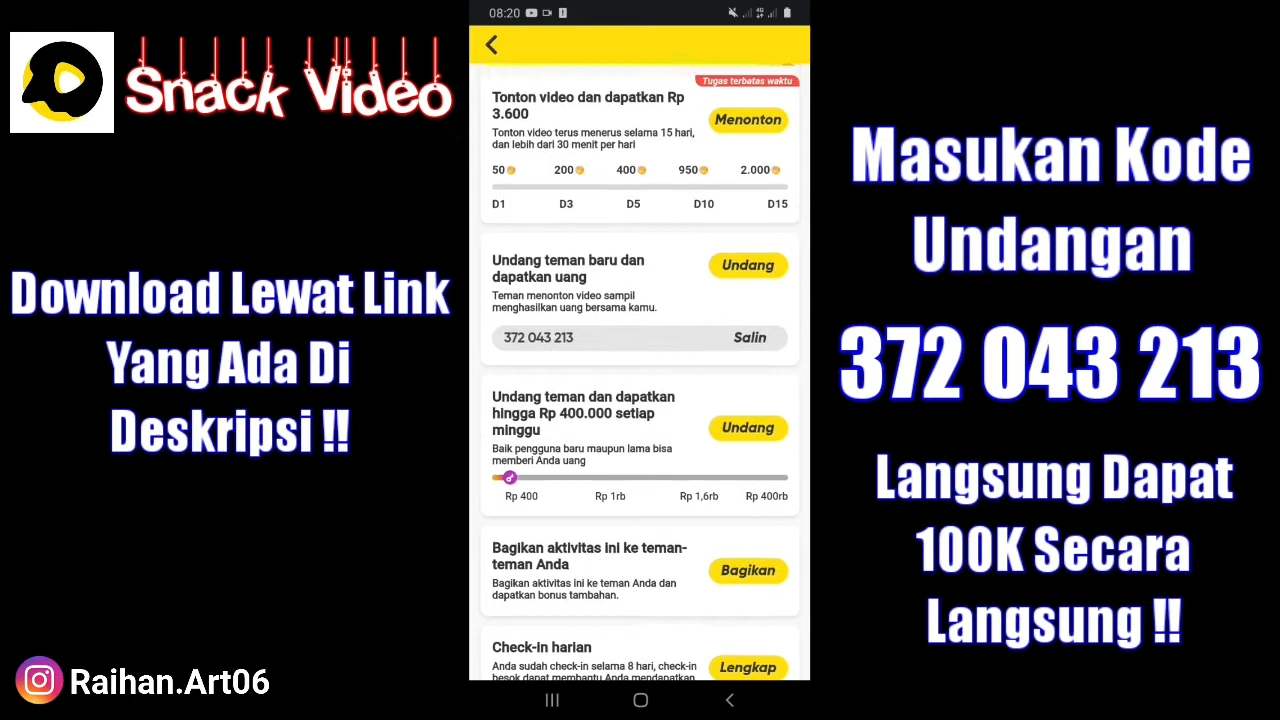 Snack Video
Download Lewat Link
Yang Ada Di
Deskripsi !!
Raihan.Art06
08:20
4G
Tugas terbatas waktu
Tonton video dan dapatkan Rp
3.600
Menonton
Tonton video terus menerus selama 15 hari,
dan lebih dari 30 menit per hari
50 200 400 950 2.000
D1 D3 D5 D10 D15
Undang teman baru dan
dapatkan uang
Undang
Teman menonton video sampil
menghasilkan uang bersama kamu.
372 043 213 Salin
Undang teman dan dapatkan
hingga Rp 400.000 setiap
minggu
Undang
Baik pengguna baru maupun lama bisa
memberi Anda uang
Rp 400 Rp 1rb Rp 1,6rb Rp 400rb
Bagikan aktivitas ini ke teman-
teman Anda
Bagikan
Bagikan aktivitas ini ke teman Anda dan
dapatkan bonus tambahan.
Check-in harian
Lengkap
Anda sudah check-in selama 8 hari, check-in
besok dapat membantu Anda mendapatkan
Masukan Kode
Undangan
372 043 213
Langsung Dapat
100K Secara
Langsung !!